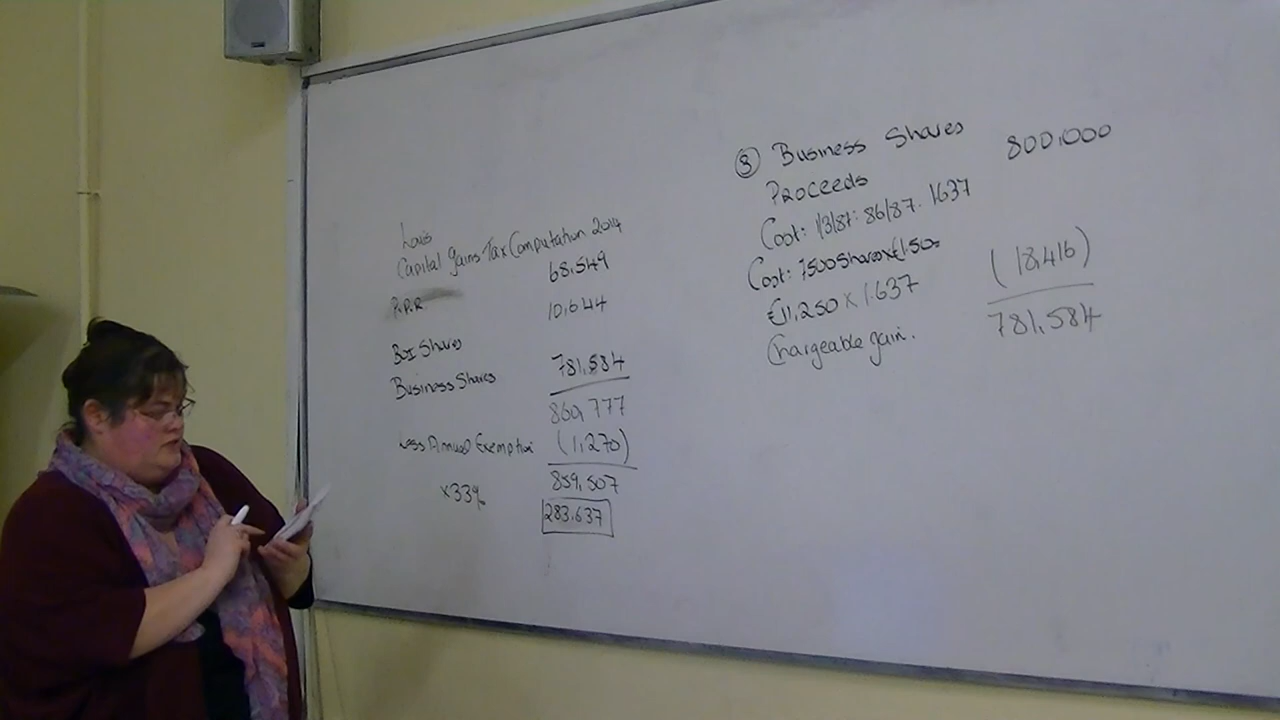 Louis
Capital Gains Tax Computation 2014
68,549
P.P.R
10,644
BOI Shares
Business Shares 781,584
860,777
Less Annual Exemption (1,270)
859,507
x33% 283,637
③ Business Shares
Proceeds 800,000
Cost: 1/3/87: 86/87. 1.637
Cost: 7500 Shares x €1.50
€11,250 x 1.637 (18,416)
Chargeable gain. 781,584